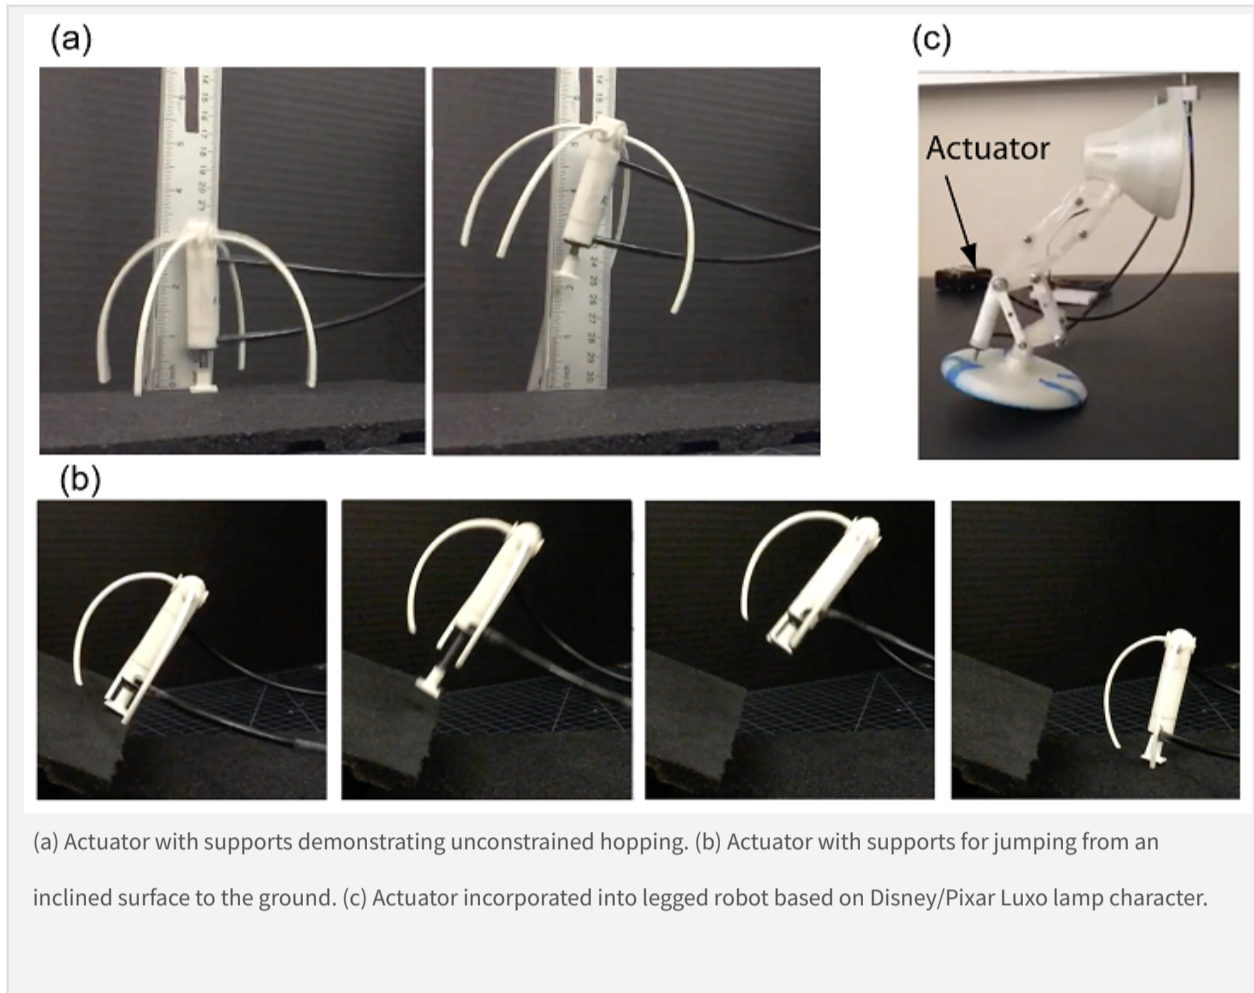 (a)
(c)
Actuator
(b)
(a) Actuator with supports demonstrating unconstrained hopping. (b) Actuator with supports for jumping from an
inclined surface to the ground. (c) Actuator incorporated into legged robot based on Disney/Pixar Luxo lamp character.